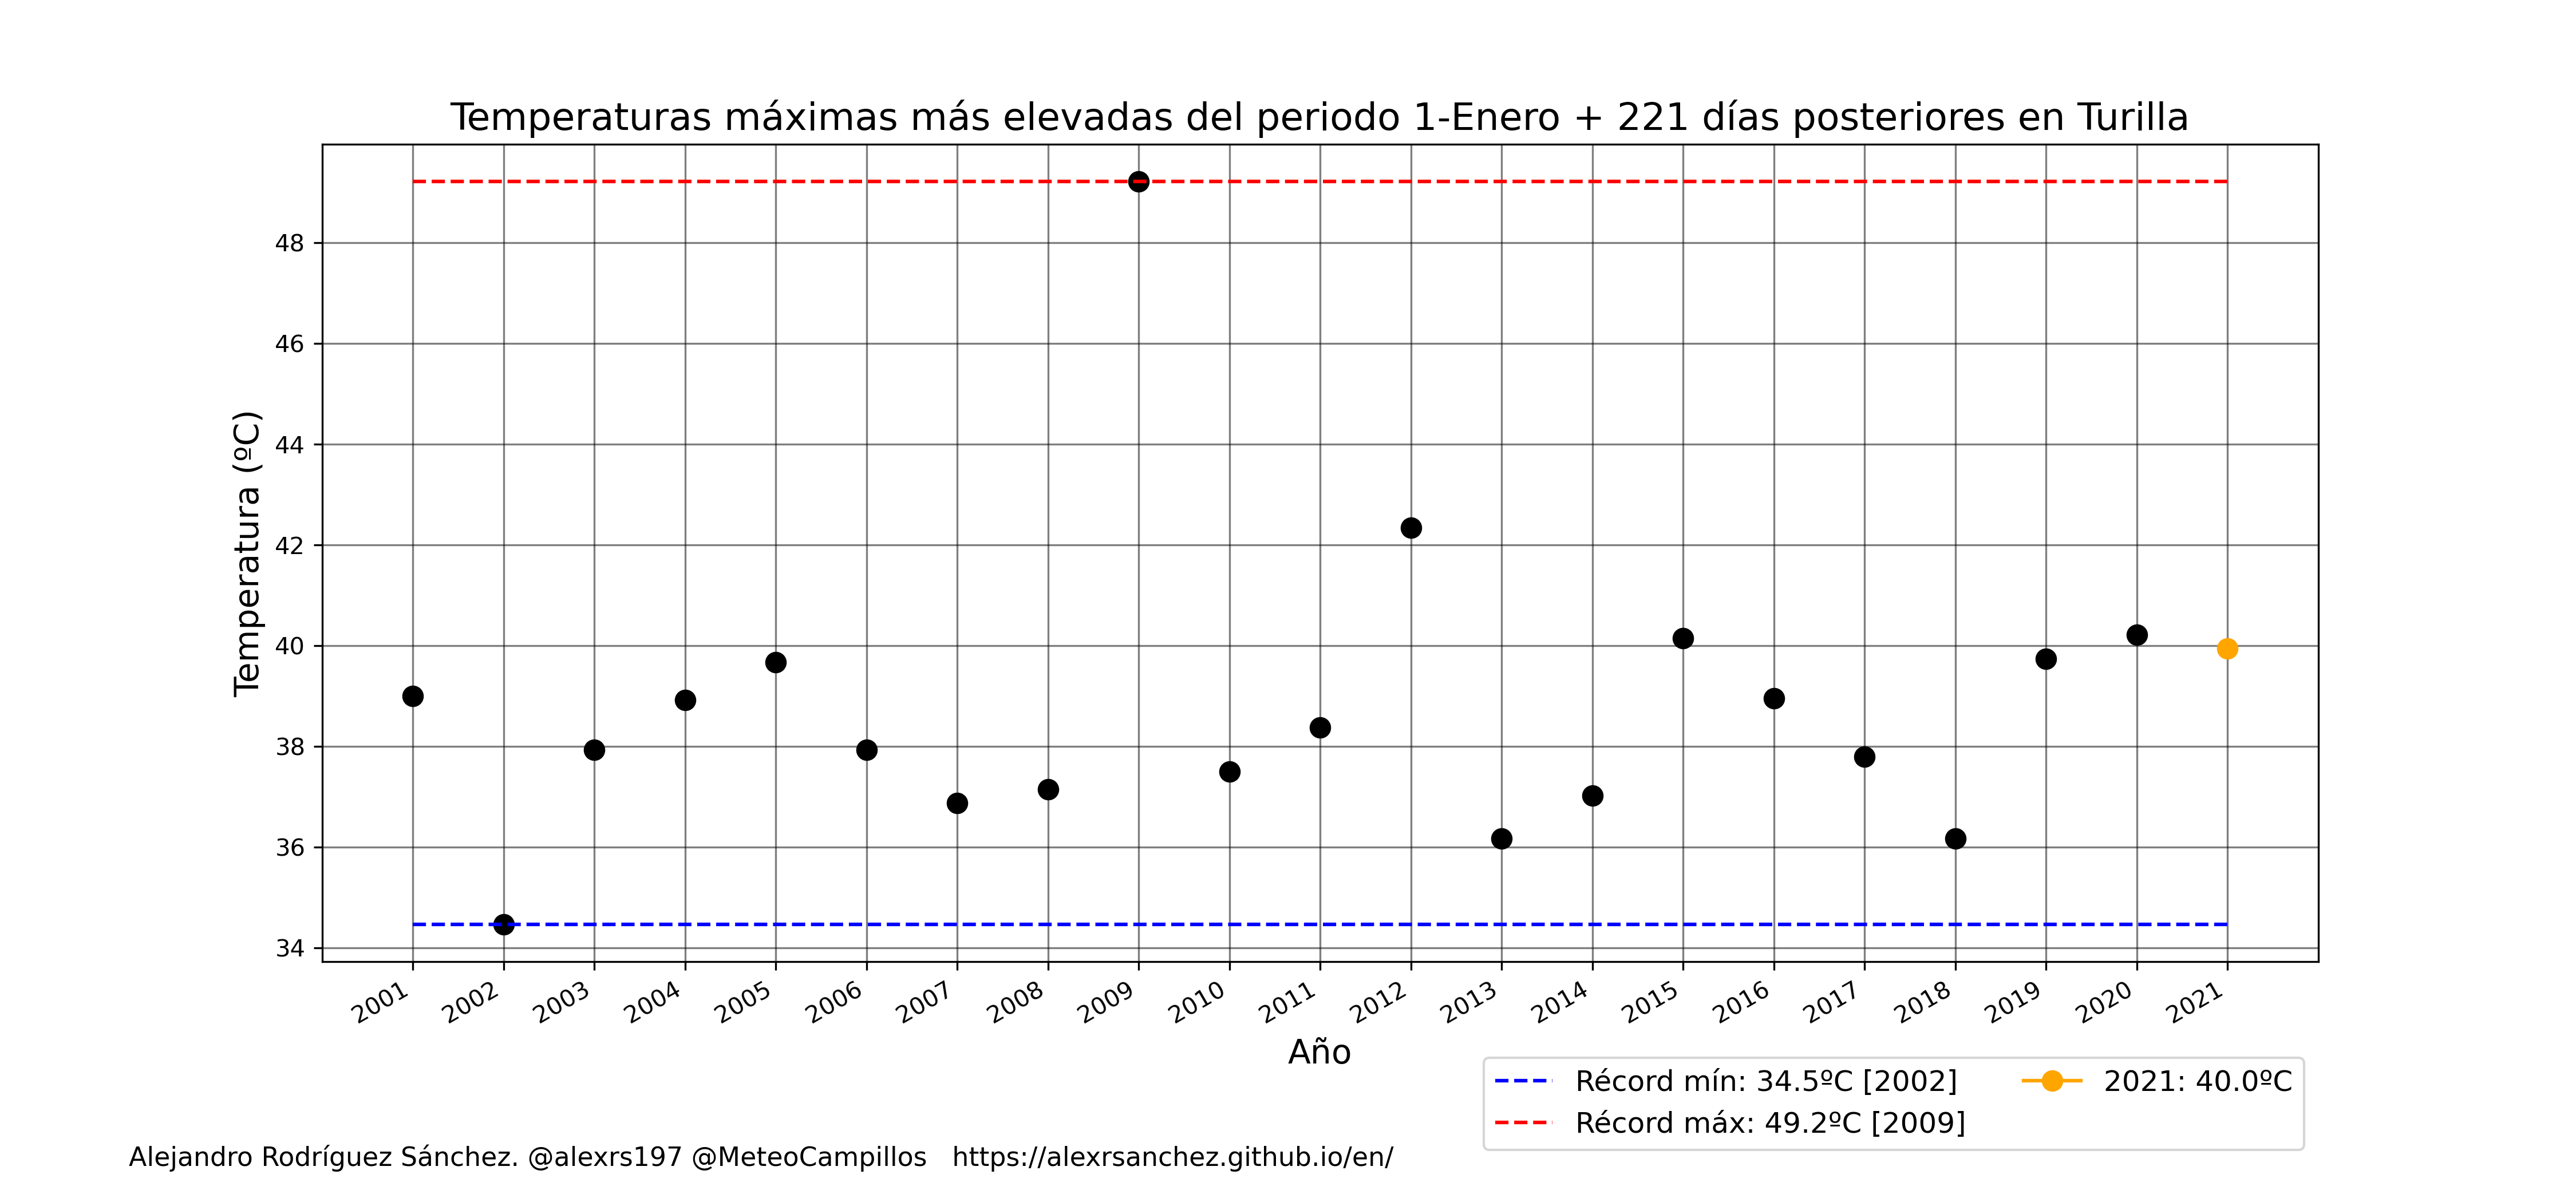 Temperaturas máximas más elevadas del periodo 1-Enero + 221 días posteriores en Turilla
Temperatura (ºC)
48
46
44
42
40
38
36
34
2001 2002 2003 2004 2005 2006 2007 2008 2009 2010 2011 2012 2013 2014 2015 2016 2017 2018 2019 2020 2021
Año
Récord mín: 34.5ºC [2002]
Récord máx: 49.2ºC [2009]
2021: 40.0ºC
Alejandro Rodríguez Sánchez. @alexrs197 @MeteoCampillos https://alexrsanchez.github.io/en/